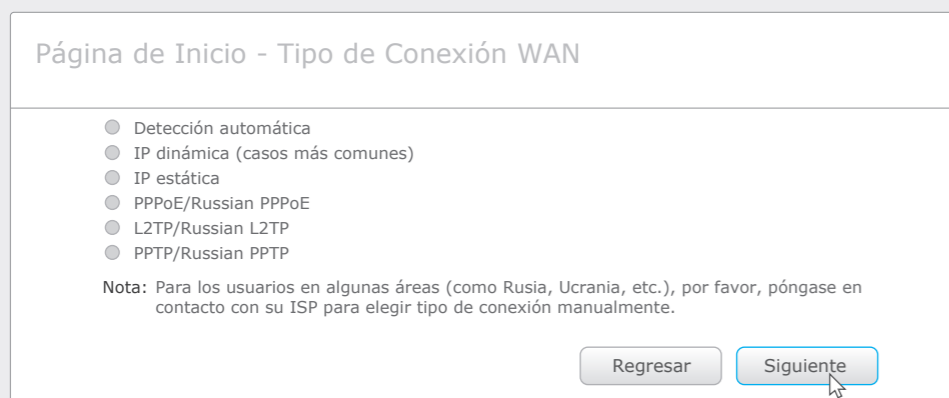 Página de Inicio - Tipo de Conexión WAN
Detección automática
IP dinámica (casos más comunes)
IP estática
PPPoE/Russian PPPoE
L2TP/Russian L2TP
PPTP/Russian PPTP
Nota: Para los usuarios en algunas áreas (como Rusia, Ucrania, etc.), por favor, póngase en
contacto con su ISP para elegir tipo de conexión manualmente.
Regresar Siguiente